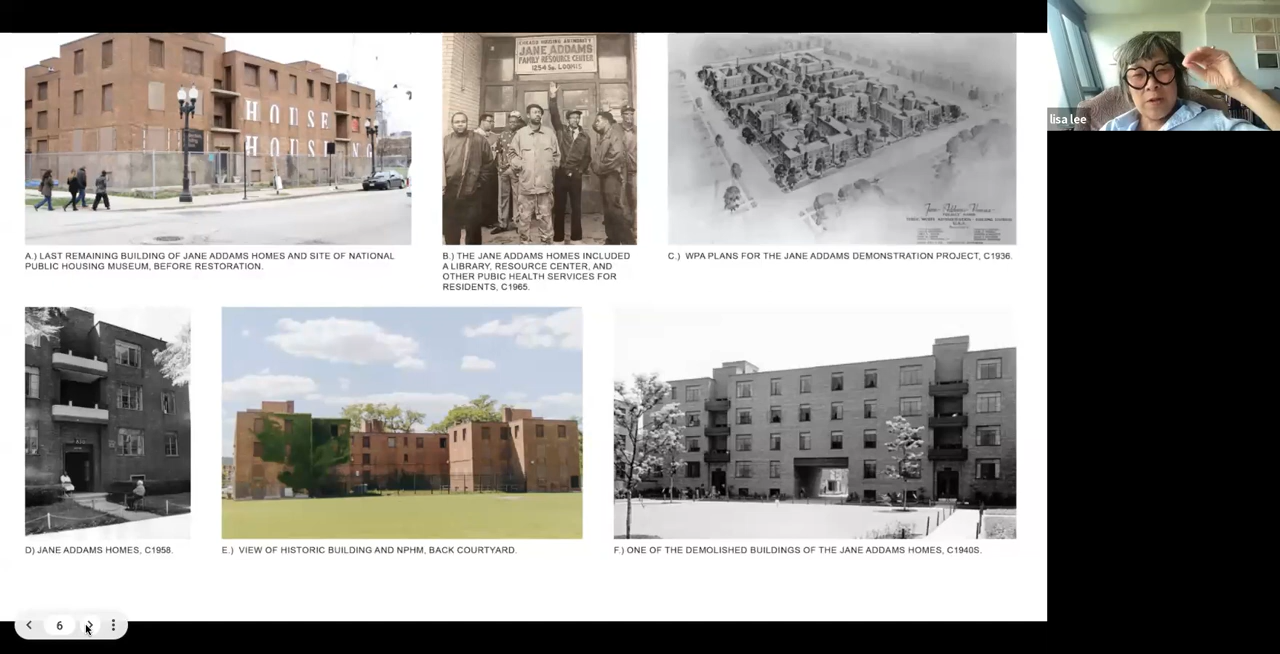 HOUSE
HOUSING
CHICAGO HOUSING AUTHORITY
JANE ADDAMS
FAMILY RESOURCE CENTER
1254 So. LOOMIS
lisa lee
A.) LAST REMAINING BUILDING OF JANE ADDAMS HOMES AND SITE OF NATIONAL
PUBLIC HOUSING MUSEUM, BEFORE RESTORATION.
B.) THE JANE ADDAMS HOMES INCLUDED
A LIBRARY, RESOURCE CENTER, AND
OTHER PUBIC HEALTH SERVICES FOR
RESIDENTS, C1965.
Jane Addams Homes
C.) WPA PLANS FOR THE JANE ADDAMS DEMONSTRATION PROJECT, C1936.
D) JANE ADDAMS HOMES, C1958.
E.) VIEW OF HISTORIC BUILDING AND NPHM, BACK COURTYARD.
F.) ONE OF THE DEMOLISHED BUILDINGS OF THE JANE ADDAMS HOMES, C1940S.
6